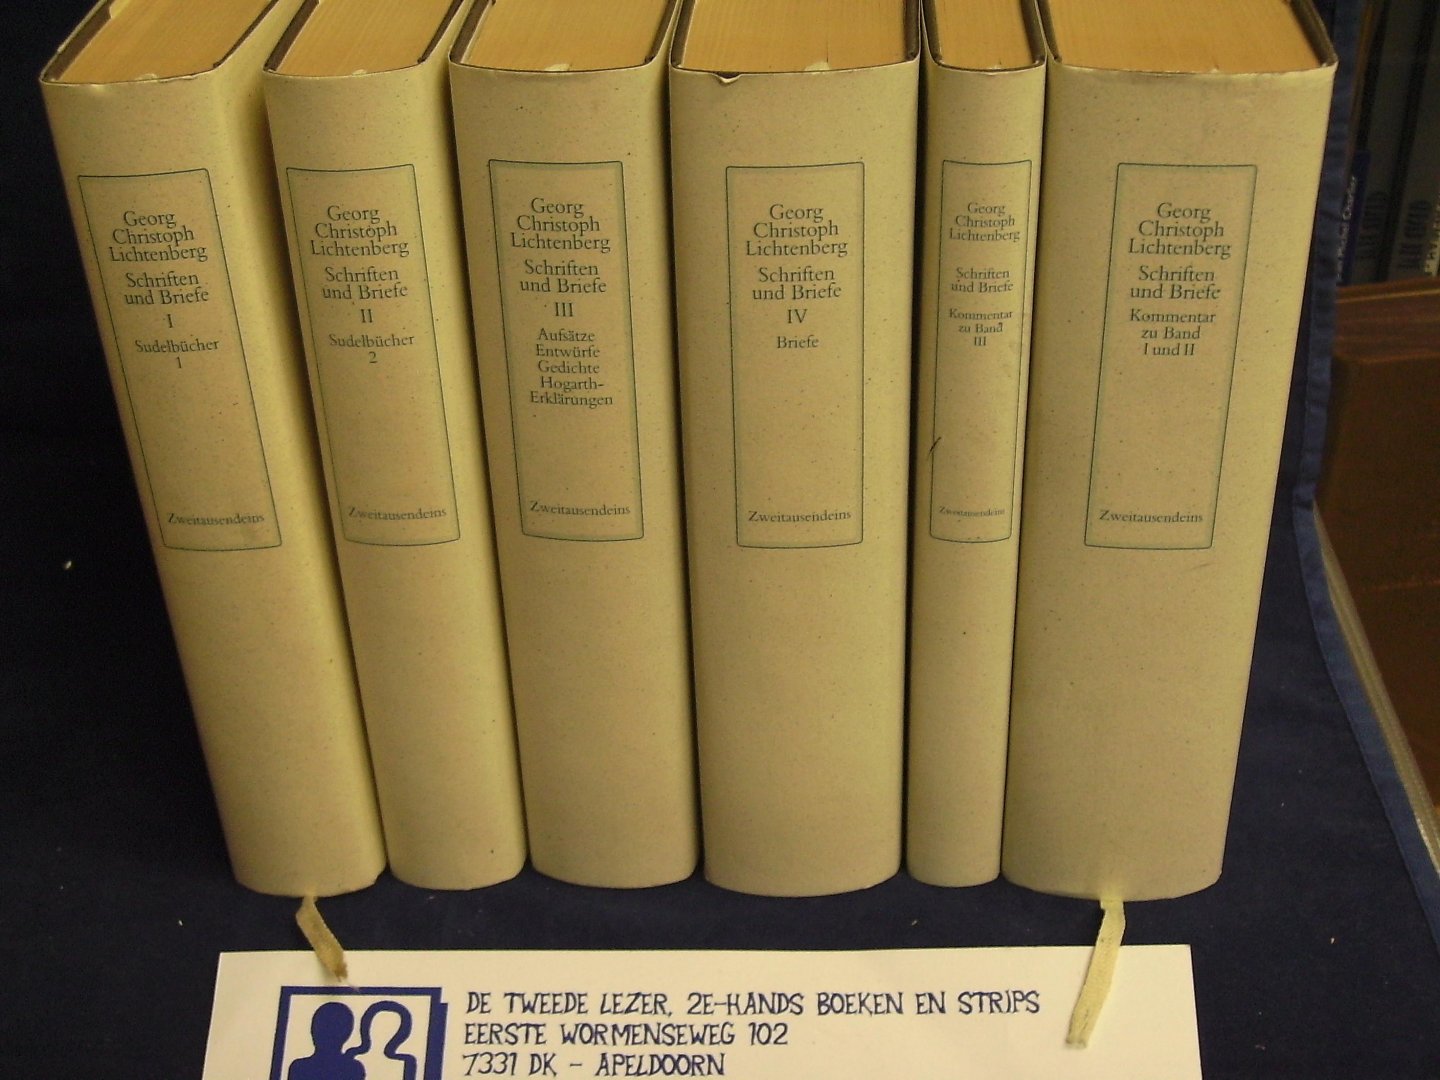 Georg
Christoph
Lichtenberg
Schriften
und Briefe
I
Sudelbücher
1
Zweitausendeins
Georg
Christoph
Lichtenberg
Schriften
und Briefe
II
Sudelbücher
2
Zweitausendeins
Georg
Christoph
Lichtenberg
Schriften
und Briefe
III
Aufsätze
Entwürfe
Gedichte
Hogarth-
Erklärungen
Zweitausendeins
Georg
Christoph
Lichtenberg
Schriften
und Briefe
IV
Briefe
Zweitausendeins
Georg
Christoph
Lichtenberg
Schriften
und Briefe
Kommentar
zu Band
III
Zweitausendeins
Georg
Christoph
Lichtenberg
Schriften
und Briefe
Kommentar
zu Band
I und II
Zweitausendeins
DE TWEEDE LEZER, 2E-HANDS BOEKEN EN STRIPS
EERSTE WORMENSEWEG 102
7331 DK - APELDOORN